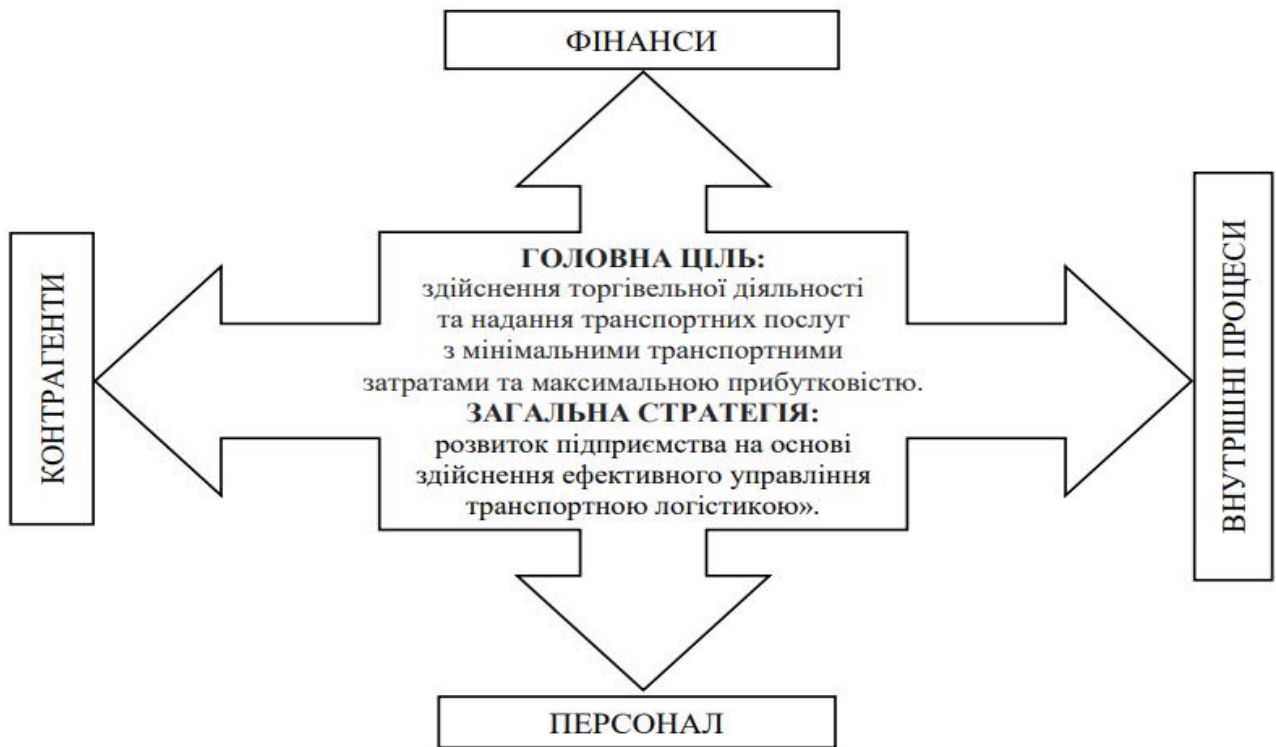 ФІНАНСИ
КОНТРАГЕНТИ
ГОЛОВНА ЦІЛЬ:
здійснення торгівельної діяльності
та надання транспортних послуг
з мінімальними транспортними
затратами та максимальною прибутковістю.
ЗАГАЛЬНА СТРАТЕГІЯ:
розвиток підприємства на основі
здійснення ефективного управління
транспортною логістикою».
ВНУТРІШНІ ПРОЦЕСИ
ПЕРСОНАЛ